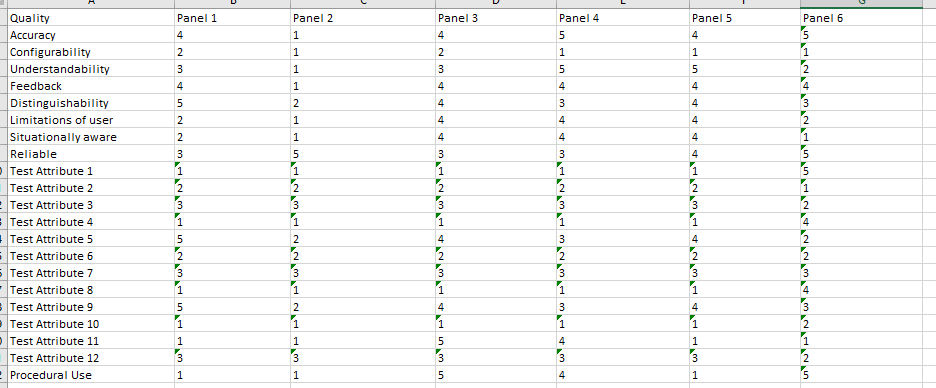 Quality Panel 1 Panel 2 Panel 3 Panel 4 Panel 5 Panel 6
Accuracy 4 1 4 5 4 5
Configurability 2 1 2 1 1 1
Understandability 3 1 3 5 5 2
Feedback 4 1 4 4 4 4
Distinguishability 5 2 4 3 4 3
Limitations of user 2 1 4 4 4 2
Situationally aware 2 1 4 4 4 1
Reliable 3 5 3 3 4 5
Test Attribute 1 1 1 1 1 1 5
Test Attribute 2 2 2 2 2 2 1
Test Attribute 3 3 3 3 3 3 2
Test Attribute 4 1 1 1 1 1 4
Test Attribute 5 5 2 4 3 4 2
Test Attribute 6 2 2 2 2 2 2
Test Attribute 7 3 3 3 3 3 3
Test Attribute 8 1 1 1 1 1 4
Test Attribute 9 5 2 4 3 4 3
Test Attribute 10 1 1 1 1 1 2
Test Attribute 11 1 1 5 4 1 1
Test Attribute 12 3 3 3 3 3 2
Procedural Use 1 1 5 4 1 5